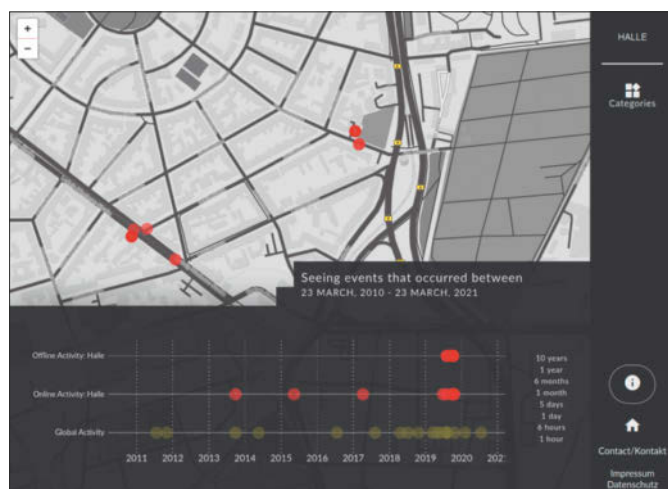 +
−
HALLE
Categories
Seeing events that occurred between
23 MARCH, 2010 - 23 MARCH, 2021
Offline Activity: Halle
Online Activity: Halle
Global Activity
2011 2012 2013 2014 2015 2016 2017 2018 2019 2020
10 years
1 year
6 months
1 month
5 days
1 day
6 hours
1 hour
Contact/Kontakt
Impressum
Datenschutz